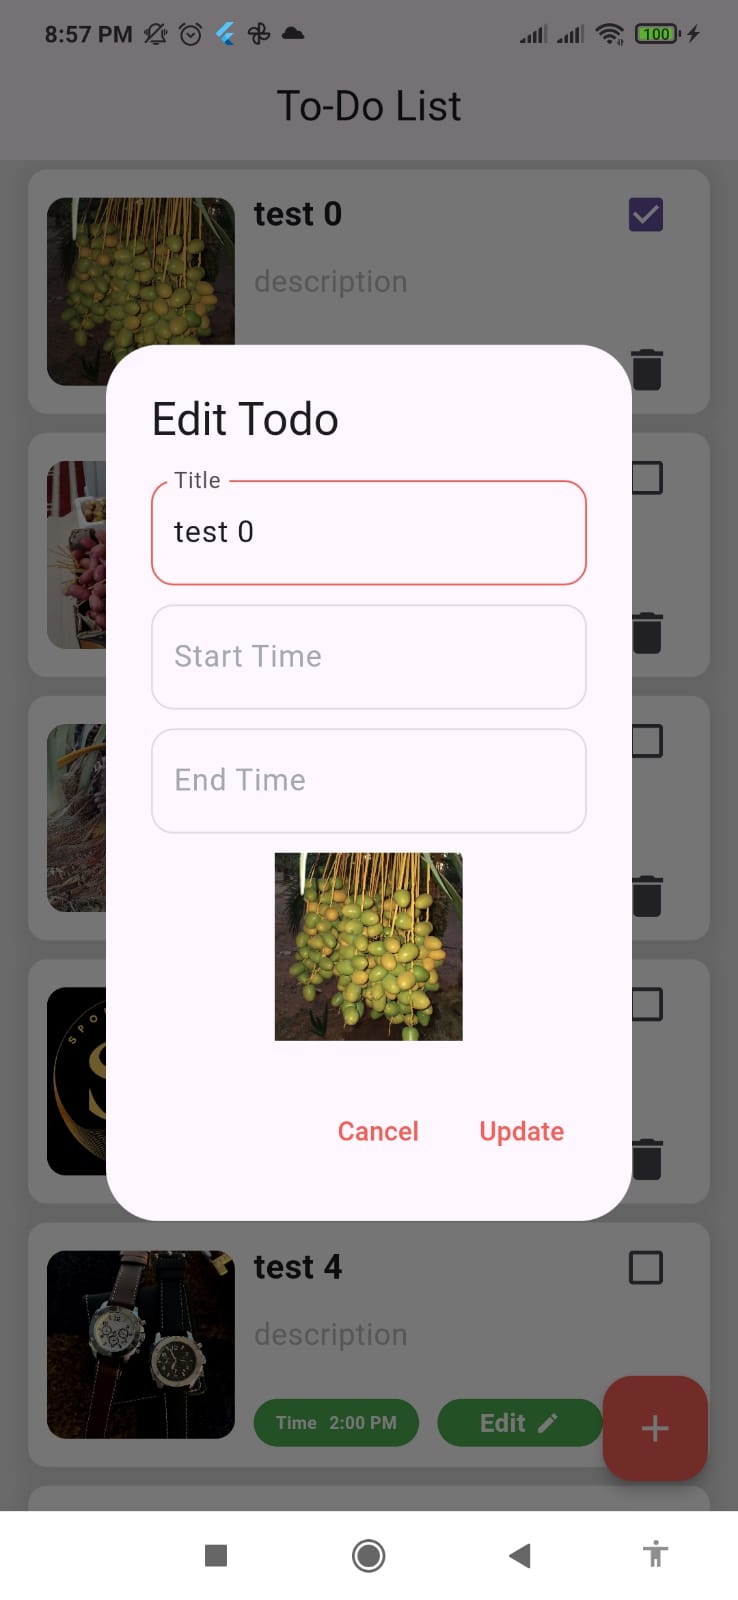 8:57 PM
100
To-Do List
test 0
description
Edit Todo
Title
test 0
Start Time
End Time
SPO
S
Cancel
Update
test 4
description
Time 2:00 PM
Edit
+